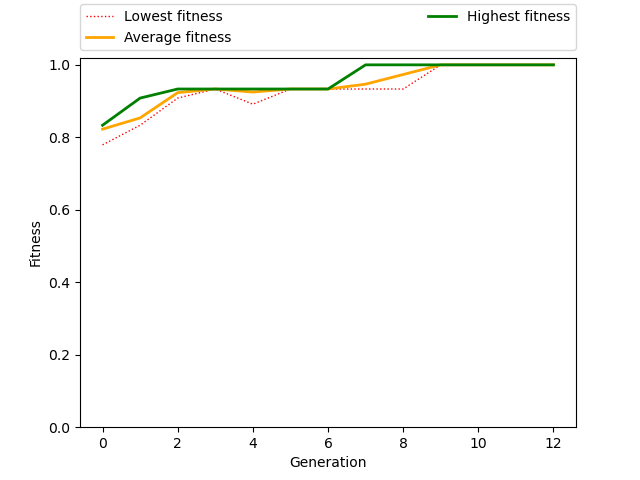 Lowest fitness
Average fitness
Highest fitness
1.0
0.8
0.6
0.4
0.2
0.0
Fitness
0 2 4 6 8 10 12
Generation